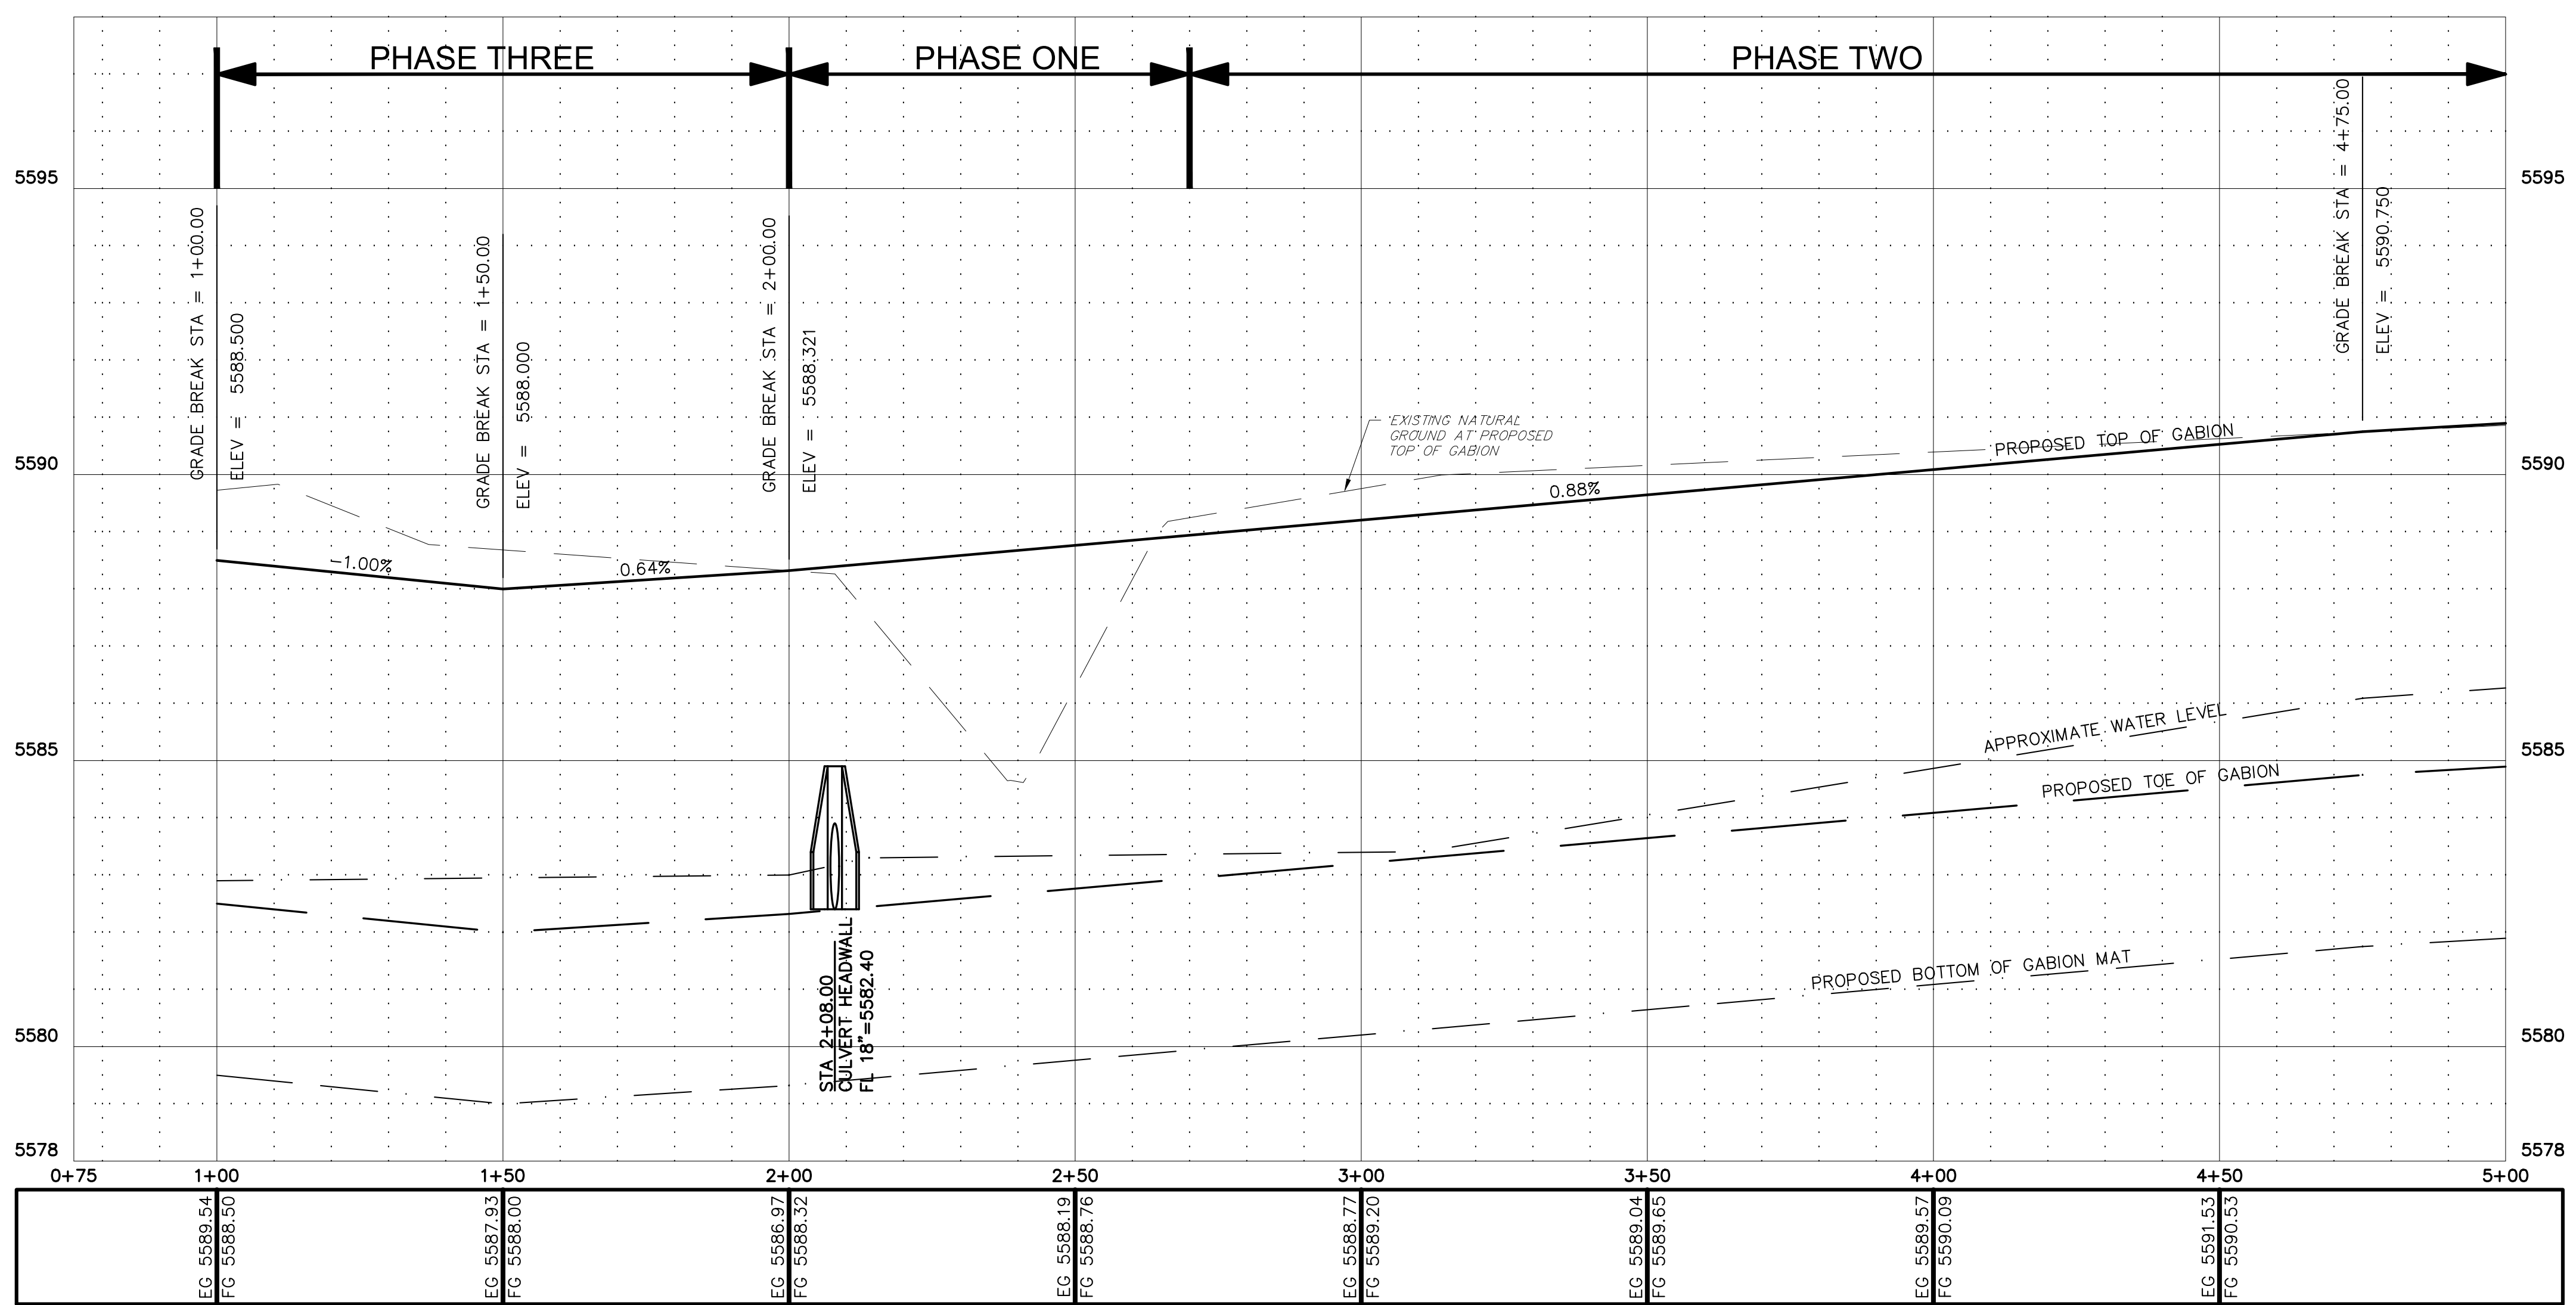 PHASE THREE
PHASE ONE
PHASE TWO
5595
5595
GRADE BREAK STA = 1+00.00
ELEV = 5588.500
GRADE BREAK STA = 1+50.00
ELEV = 5588.000
GRADE BREAK STA = 2+00.00
ELEV = 5588.321
GRADE BREAK STA = 4+75.00
ELEV = 5590.750
EXISTING NATURAL
GROUND AT PROPOSED
TOP OF GABION
PROPOSED TOP OF GABION
5590
5590
0.88%
-1.00%
0.64%
APPROXIMATE WATER LEVEL
5585
5585
PROPOSED TOE OF GABION
STA 2+08.00
CULVERT HEADWALL
FL 18"=5582.40
PROPOSED BOTTOM OF GABION MAT
5580
5580
5578
5578
0+75
1+00
1+50
2+00
2+50
3+00
3+50
4+00
4+50
5+00
EG 5589.54
FG 5588.50
EG 5587.93
FG 5588.00
EG 5586.97
FG 5588.32
EG 5588.19
FG 5588.76
EG 5588.77
FG 5589.20
EG 5589.04
FG 5589.65
EG 5589.57
FG 5590.09
EG 5591.53
FG 5590.53